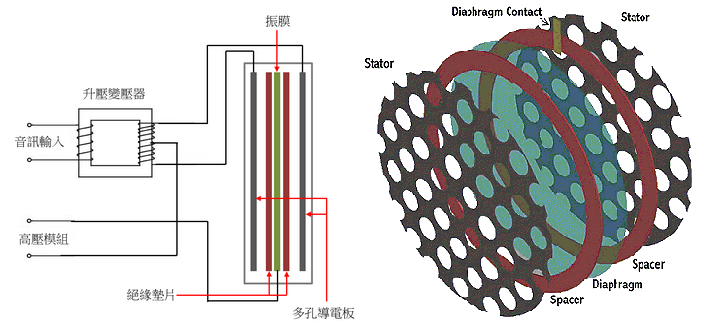 振膜
升壓變壓器
音訊輸入
高壓模組
絕緣墊片
多孔導電板
Diaphragm Contact
Stator
Stator
Spacer
Diaphragm
Spacer